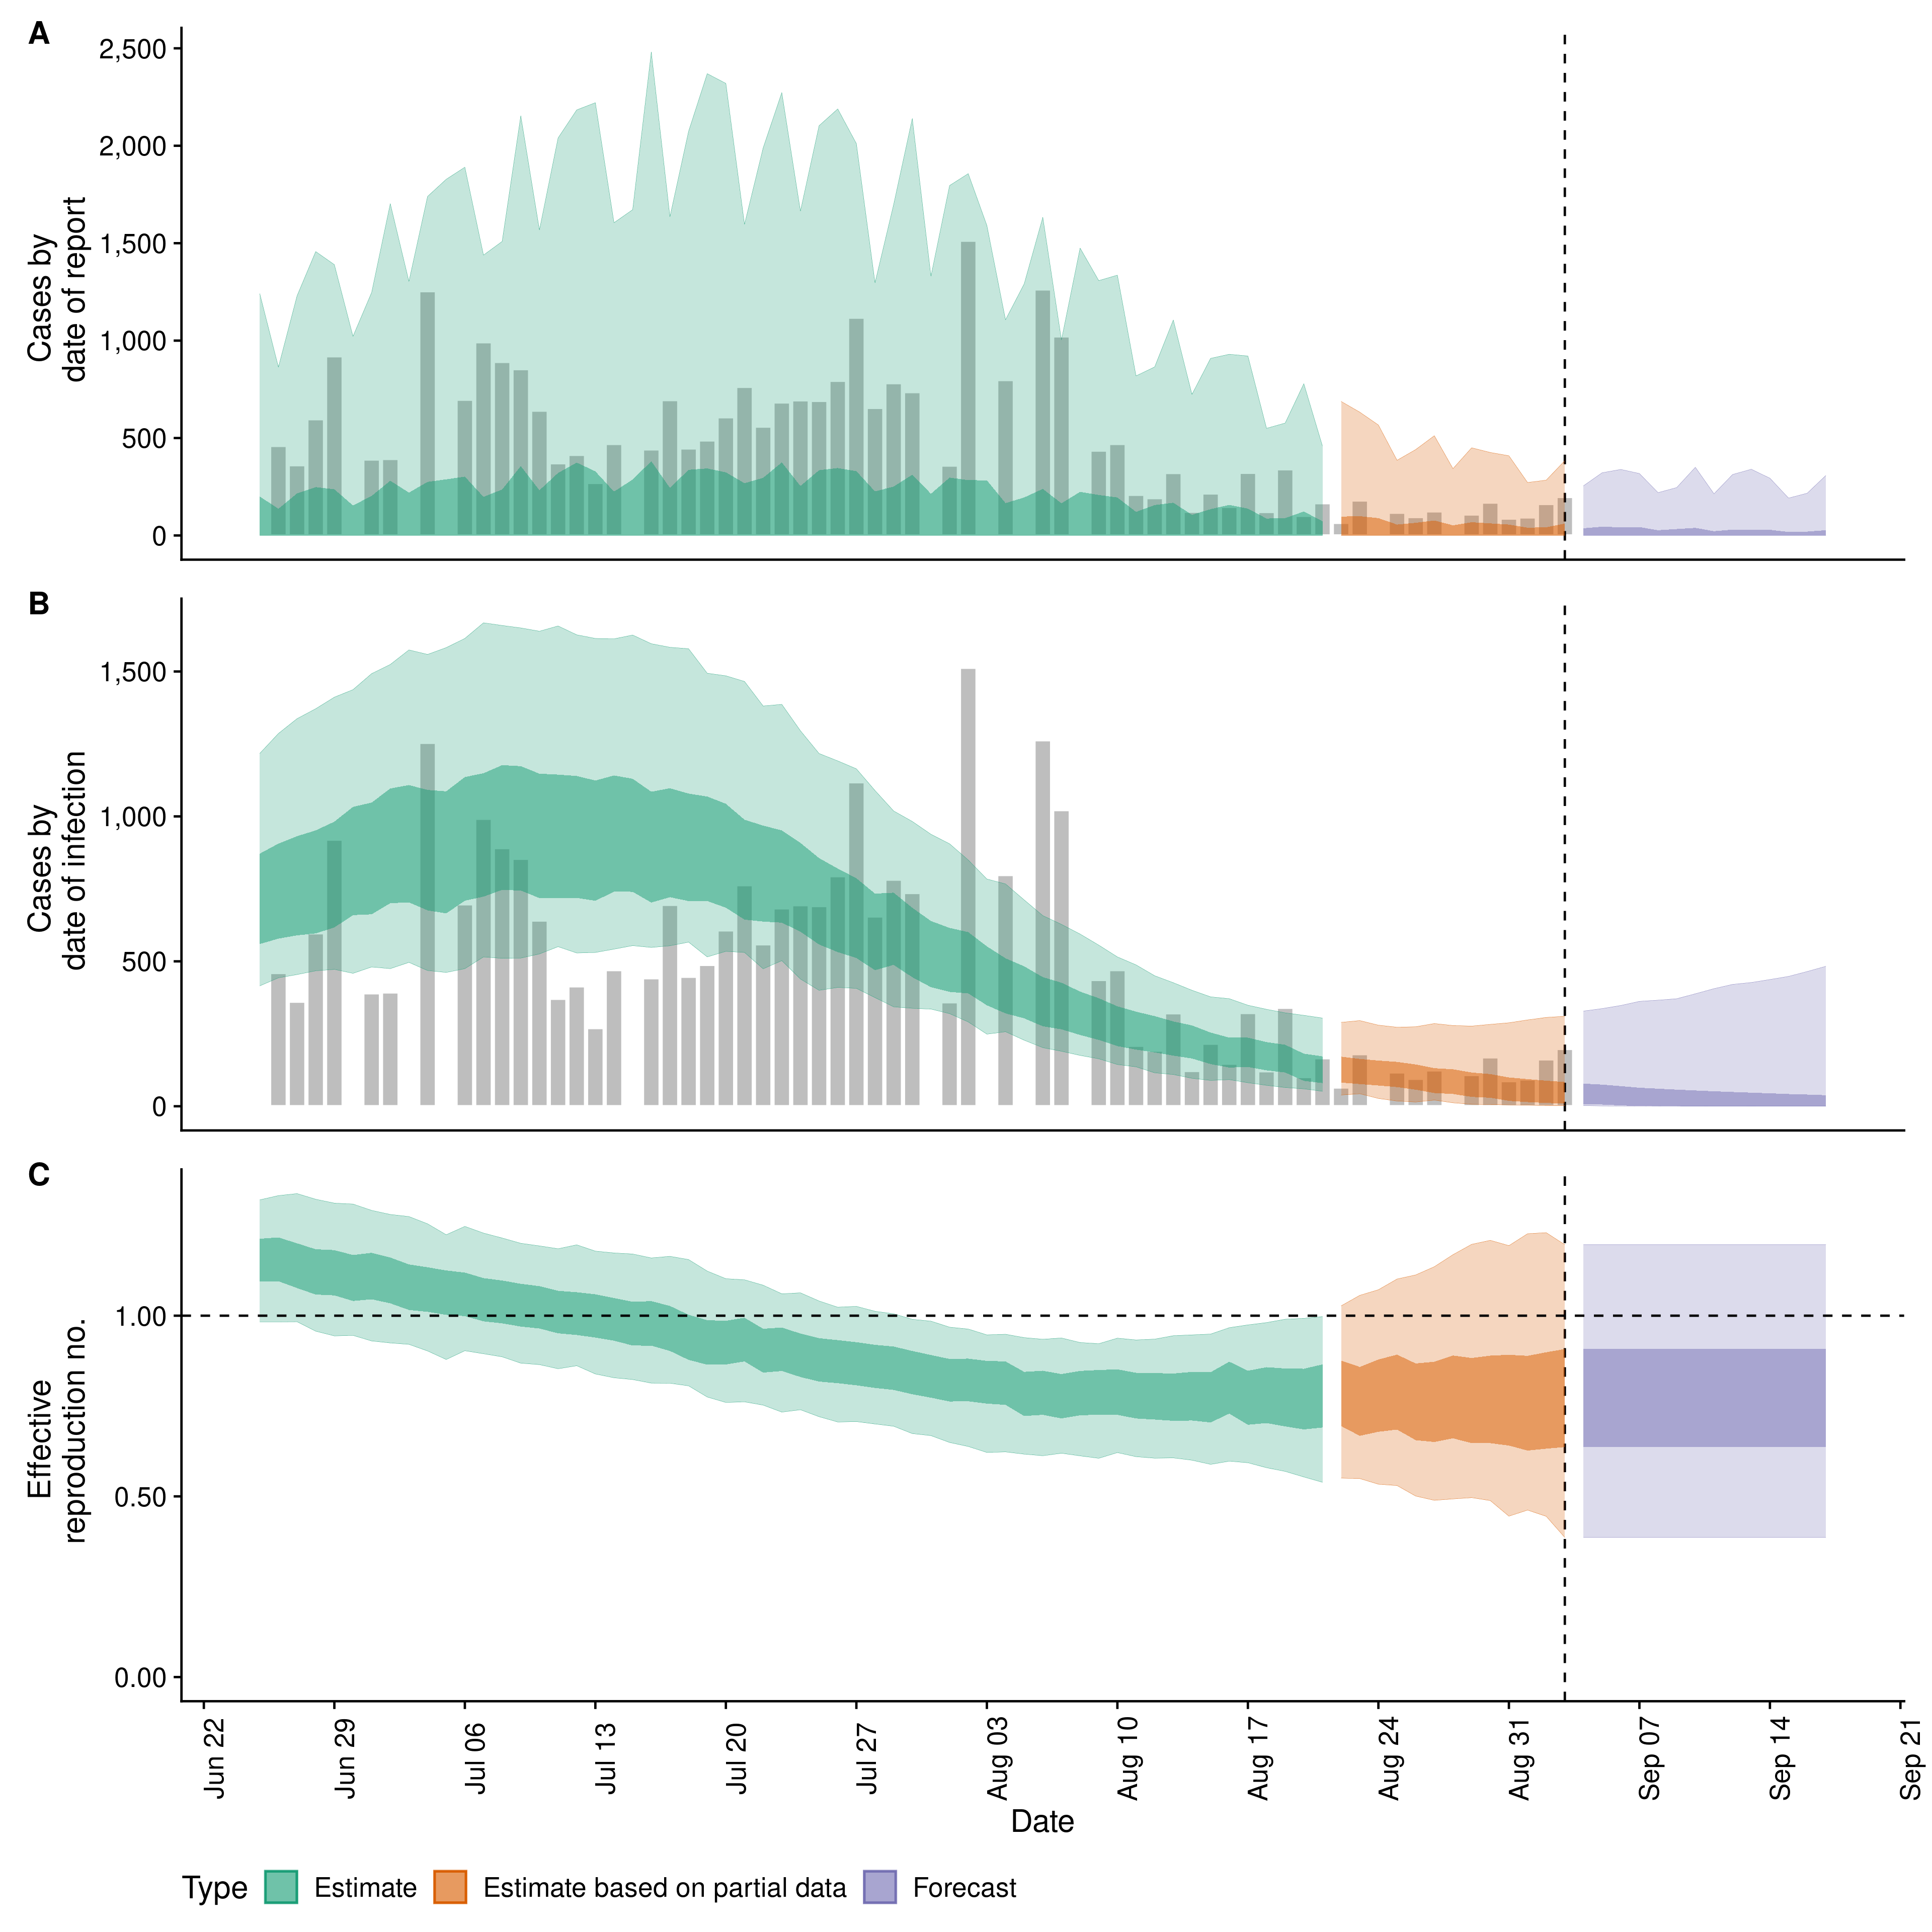 A
2,500
2,000
1,500
1,000
500
0
Cases by
date of report
B
1,500
1,000
500
0
Cases by
date of infection
C
1.00
0.50
0.00
Effective
reproduction no.
Jun 22
Jun 29
Jul 06
Jul 13
Jul 20
Jul 27
Aug 03
Aug 10
Aug 17
Aug 24
Aug 31
Sep 07
Sep 14
Sep 21
Date
Type Estimate Estimate based on partial data Forecast